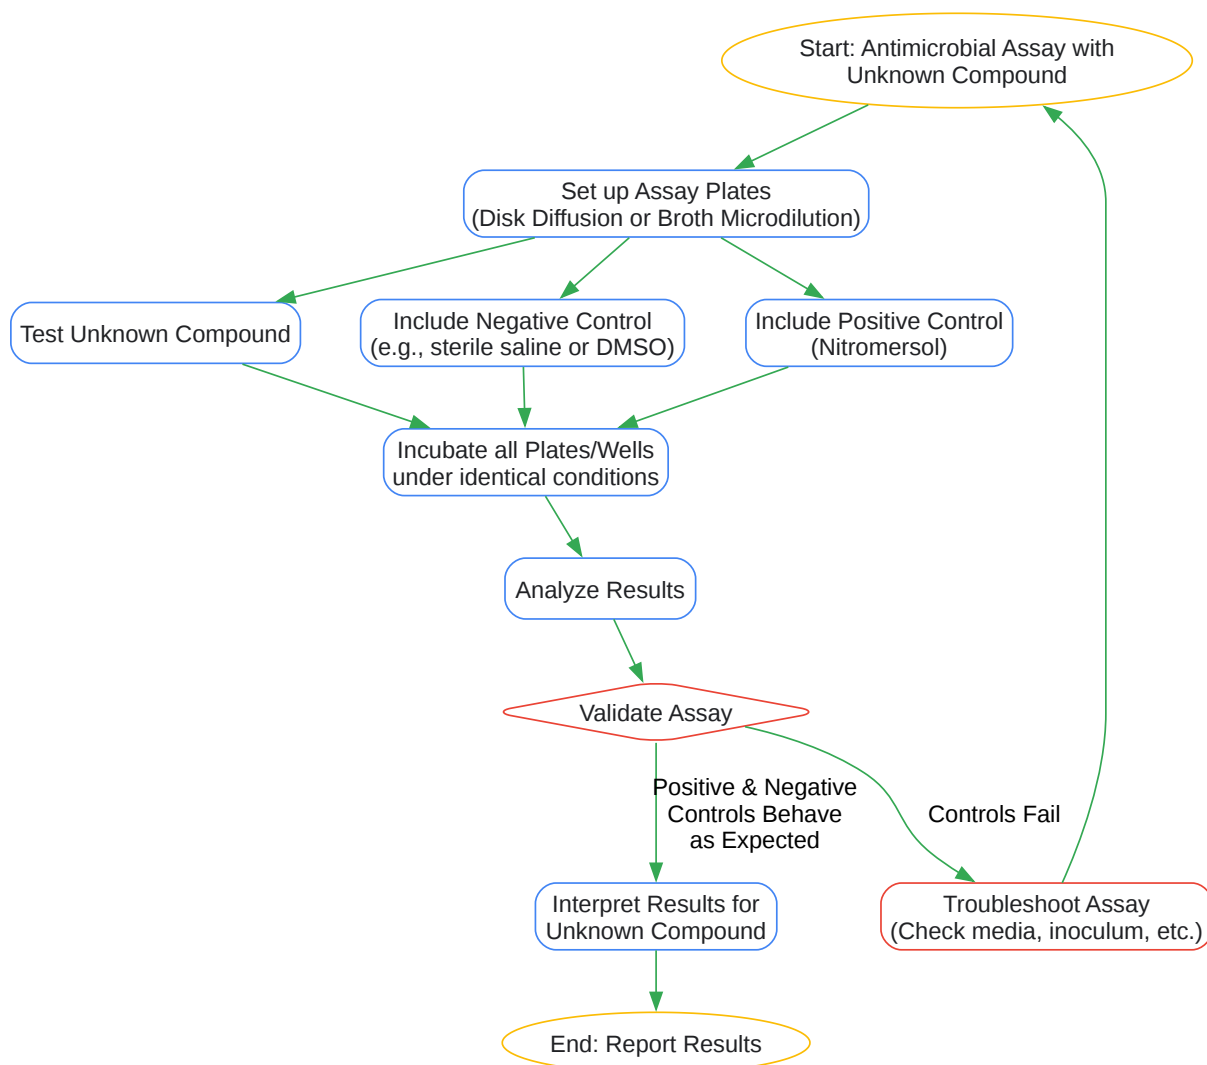 Start: Antimicrobial Assay with
Unknown Compound
Set up Assay Plates
(Disk Diffusion or Broth Microdilution)
Test Unknown Compound
Include Negative Control
(e.g., sterile saline or DMSO)
Include Positive Control
(Nitromersol)
Incubate all Plates/Wells
under identical conditions
Analyze Results
Validate Assay
Positive & Negative
Controls Behave
as Expected
Controls Fail
Interpret Results for
Unknown Compound
Troubleshoot Assay
(Check media, inoculum, etc.)
End: Report Results